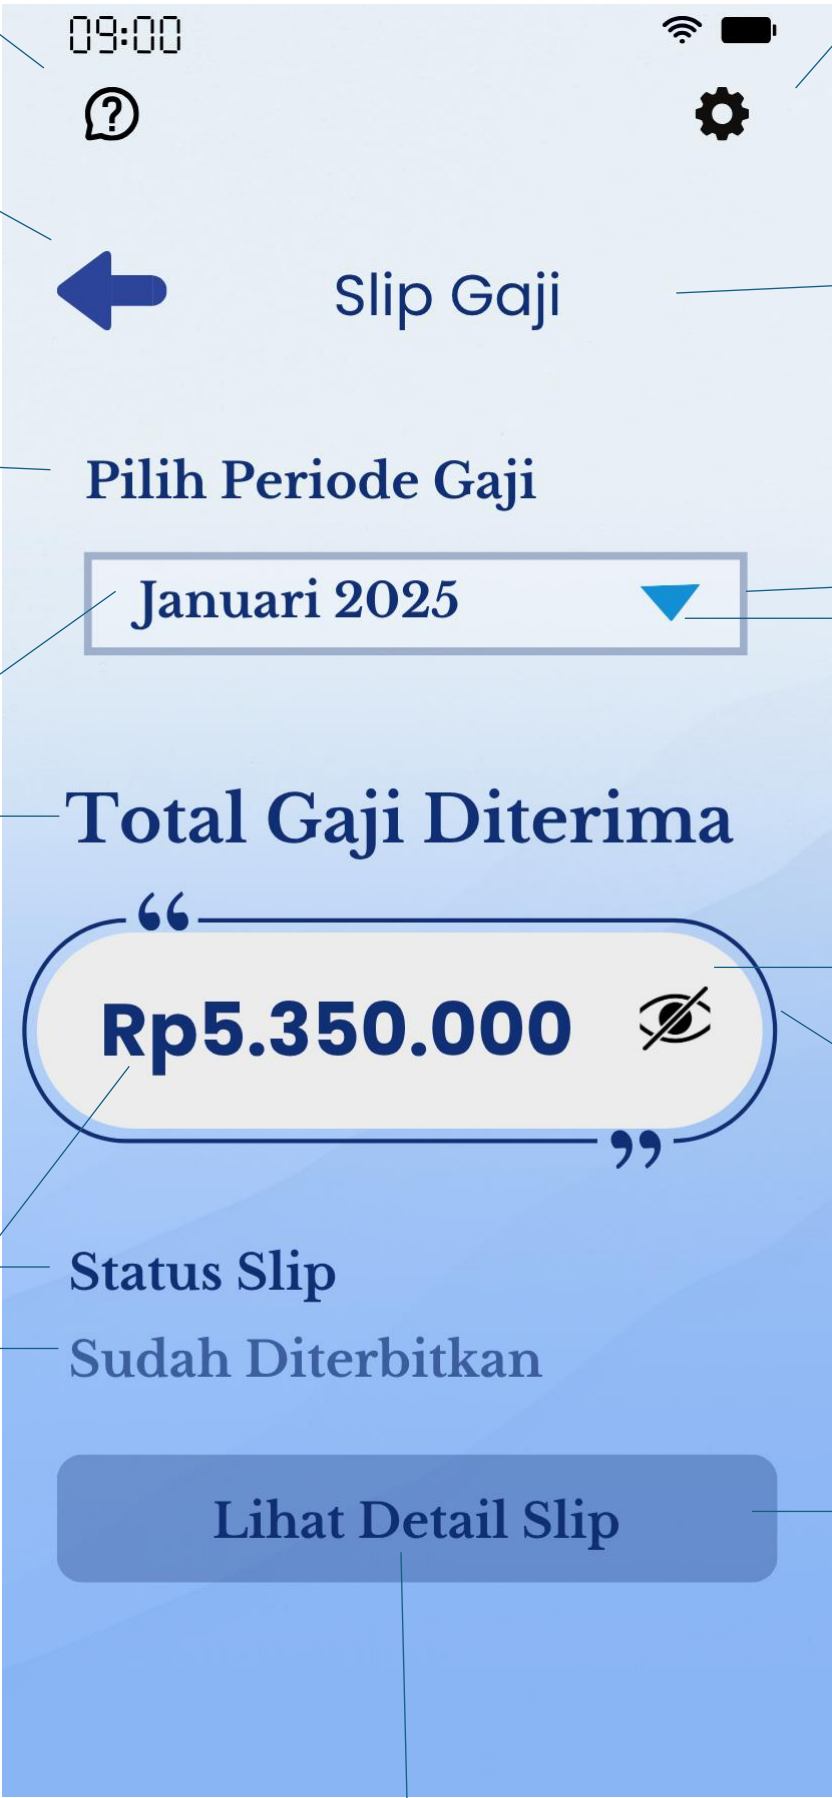 09:00
Slip Gaji
Pilih Periode Gaji
Januari 2025
Total Gaji Diterima
“
Rp5.350.000
”
Status Slip
Sudah Diterbitkan
Lihat Detail Slip